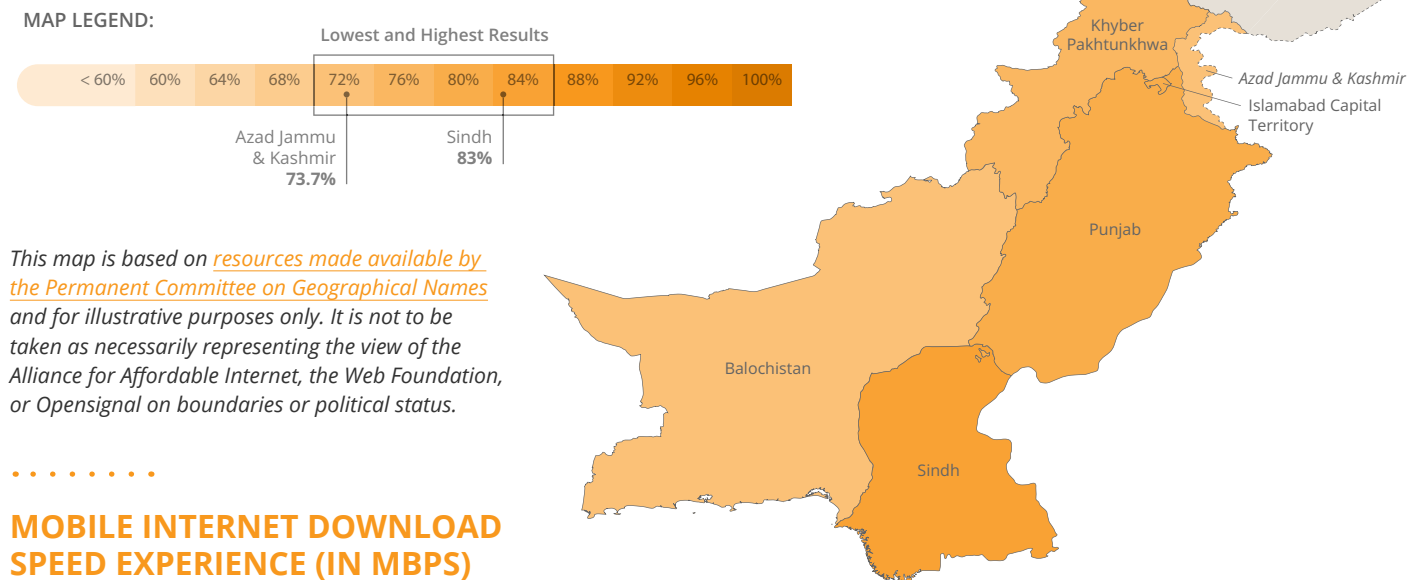 MAP LEGEND:
Lowest and Highest Results
< 60% 60% 64% 68% 72% 76% 80% 84% 88% 92% 96% 100%
Azad Jammu
& Kashmir
73.7%
Sindh
83%
This map is based on resources made available by
the Permanent Committee on Geographical Names
and for illustrative purposes only. It is not to be
taken as necessarily representing the view of the
Alliance for Affordable Internet, the Web Foundation,
or Opensignal on boundaries or political status.
MOBILE INTERNET DOWNLOAD
SPEED EXPERIENCE (IN MBPS)
Khyber
Pakhtunkhwa
Azad Jammu & Kashmir
Islamabad Capital
Territory
Punjab
Balochistan
Sindh